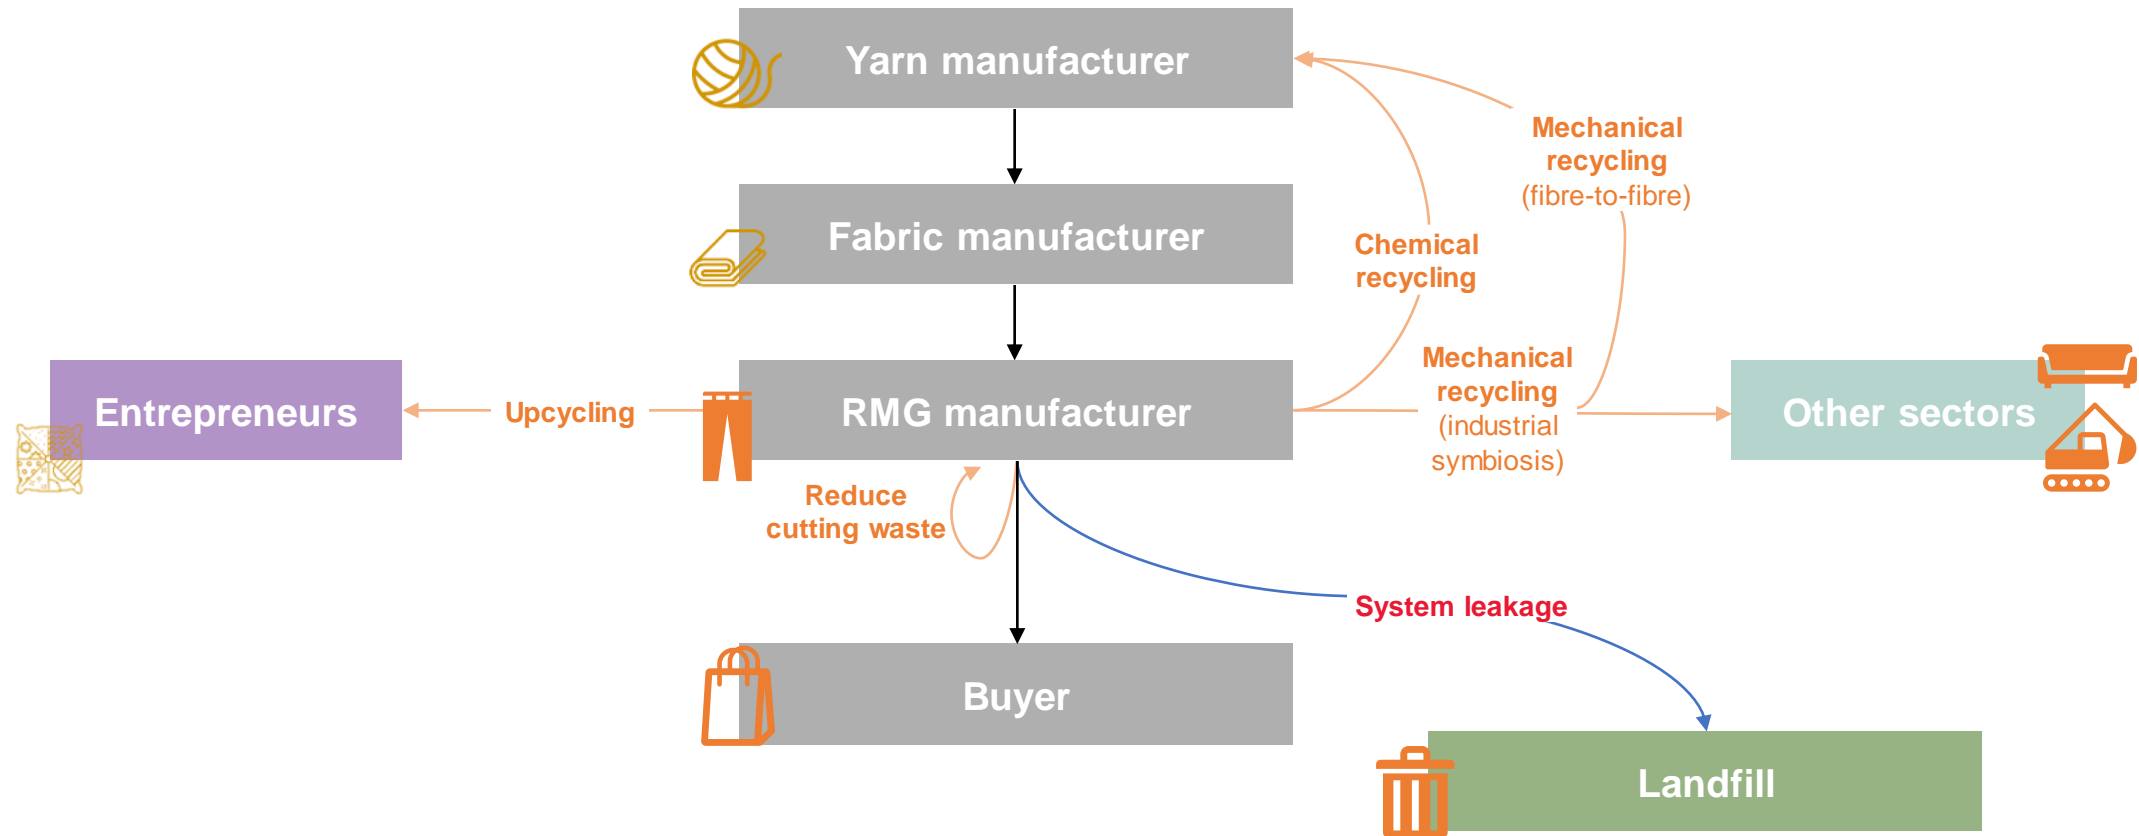 Yarn manufacturer
Mechanical
recycling
(fibre-to-fibre)
Fabric manufacturer
Chemical
recycling
Entrepreneurs
Upcycling
RMG manufacturer
Mechanical
recycling
(industrial
symbiosis)
Other sectors
Reduce
cutting waste
System leakage
Buyer
Landfill